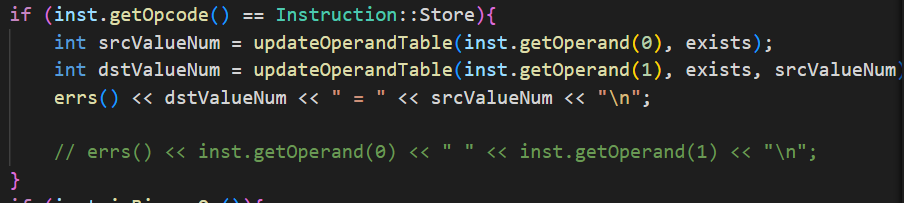 if (inst.getOpcode() == Instruction::Store){
    int srcValueNum = updateOperandTable(inst.getOperand(0), exists);
    int dstValueNum = updateOperandTable(inst.getOperand(1), exists, srcValueNum)
    errs() << dstValueNum << " = " << srcValueNum << "\n";

    // errs() << inst.getOperand(0) << " " << inst.getOperand(1) << "\n";
}